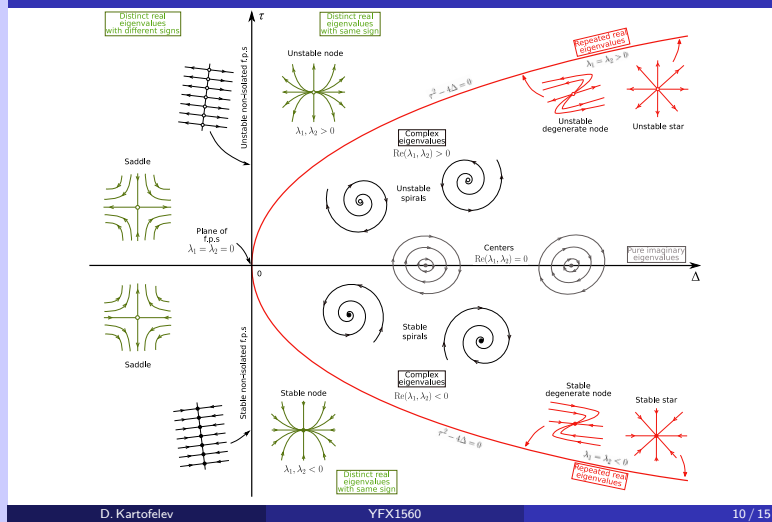 Distinct real
eigenvalues
with different signs
τ
Distinct real
eigenvalues
with same sign
Unstable non-isolated f.p.s
Unstable node
λ₁, λ₂ > 0
τ² − 4Δ = 0
Repeated real
eigenvalues
λ₁ = λ₂ > 0
Unstable
degenerate node
Unstable star
Complex
eigenvalues
Re(λ₁, λ₂) > 0
Saddle
Unstable
spirals
Plane of
f.p.s
λ₁ = λ₂ = 0
Centers
Re(λ₁, λ₂) = 0
Pure imaginary
eigenvalues
0
Δ
Stable
spirals
Saddle
Stable non-isolated f.p.s
Complex
eigenvalues
Re(λ₁, λ₂) < 0
Stable node
λ₁, λ₂ < 0
Stable
degenerate node
Stable star
τ² − 4Δ = 0
λ₁ = λ₂ < 0
Repeated real
eigenvalues
Distinct real
eigenvalues
with same sign
D. Kartofelev
YFX1560
10 / 15